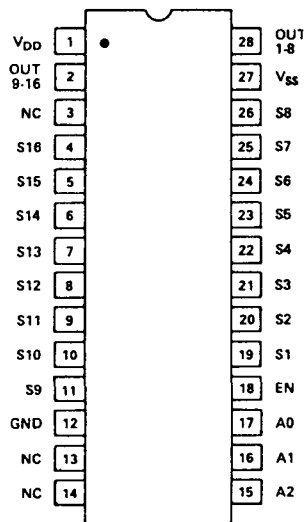 VDD 1 28 OUT 1-8
OUT 9-16 2 27 VSS
NC 3 26 S8
S16 4 25 S7
S15 5 24 S6
S14 6 23 S5
S13 7 22 S4
S12 8 21 S3
S11 9 20 S2
S10 10 19 S1
S9 11 18 EN
GND 12 17 A0
NC 13 16 A1
NC 14 15 A2